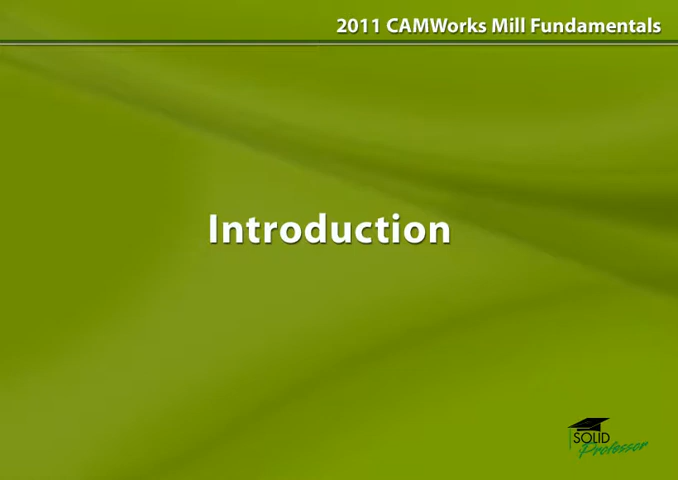 2011 CAMWorks Mill Fundamentals
Introduction
SOLID
Professor